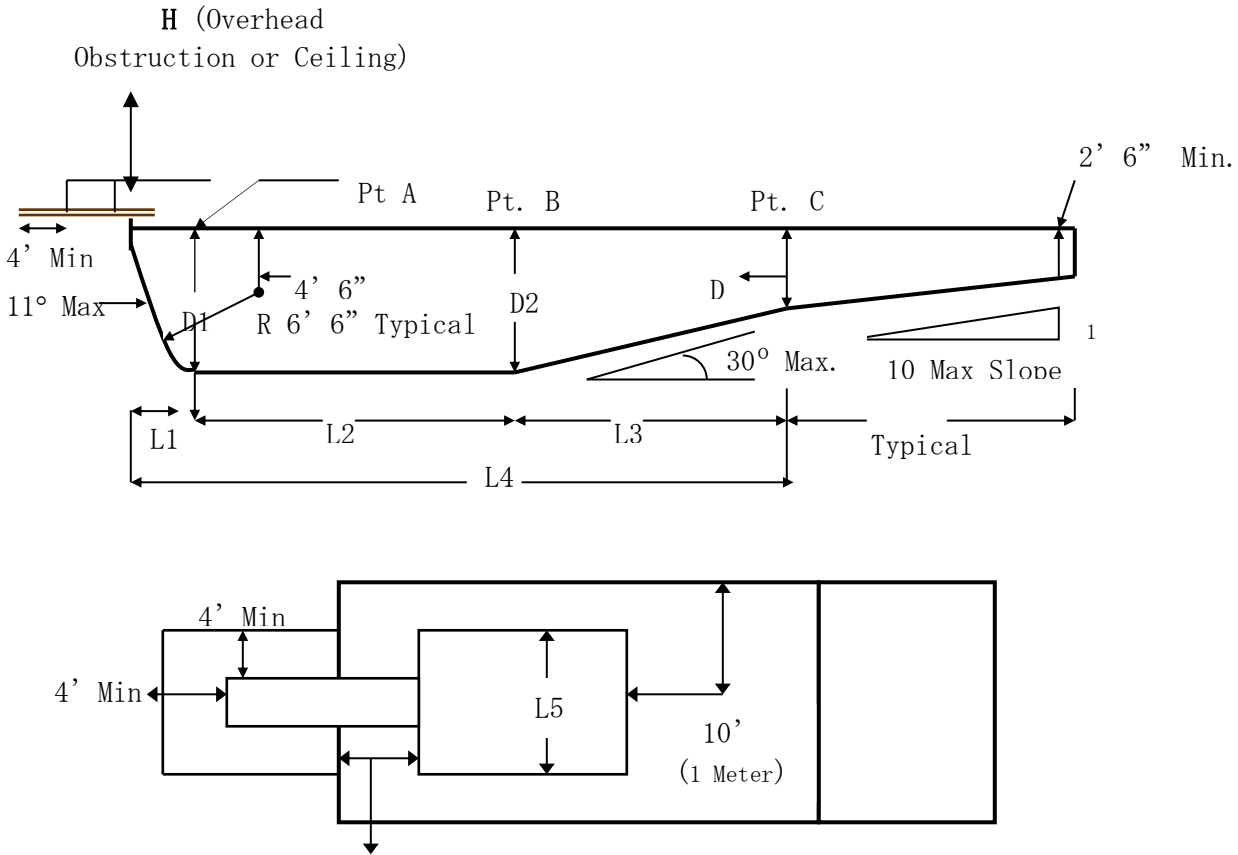 H (Overhead
Obstruction or Ceiling)
2’ 6” Min.
Pt A
Pt. B
Pt. C
4’ Min
11° Max
4’ 6”
D1
R 6’ 6” Typical
D2
D
30° Max.
1
10 Max Slope
L1
L2
L3
Typical
L4
4’ Min
4’ Min
L5
10’
(1 Meter)